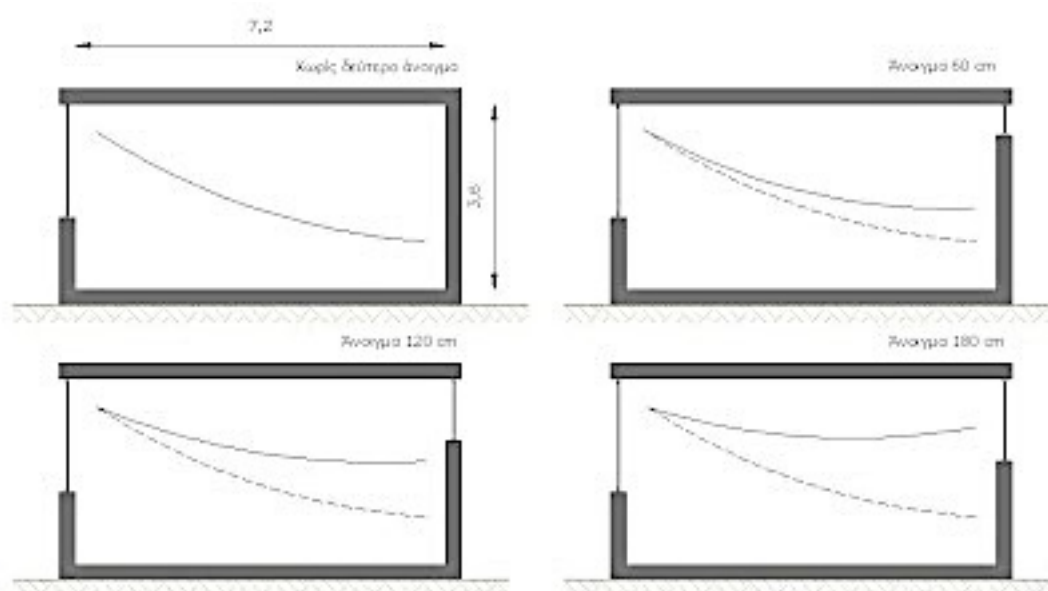 7,2
Χωρίς δεύτερο άνοιγμα
3,6
Άνοιγμα 60 cm
Άνοιγμα 120 cm
Άνοιγμα 180 cm